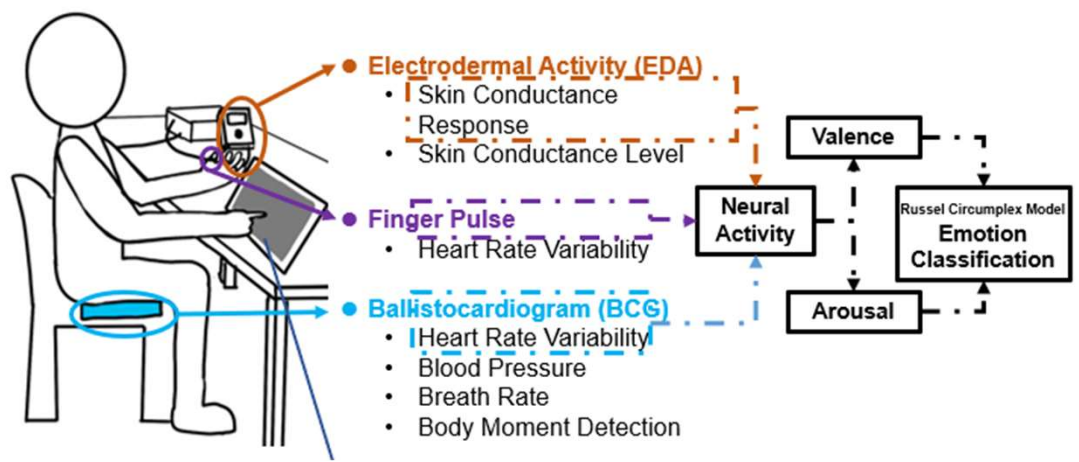 Electrodermal Activity (EDA)
• Skin Conductance
Response
• Skin Conductance Level
Finger Pulse
• Heart Rate Variability
Ballistocardiogram (BCG)
• Heart Rate Variability
• Blood Pressure
• Breath Rate
• Body Moment Detection
Neural
Activity
Valence
Arousal
Russel Circumplex Model
Emotion
Classification